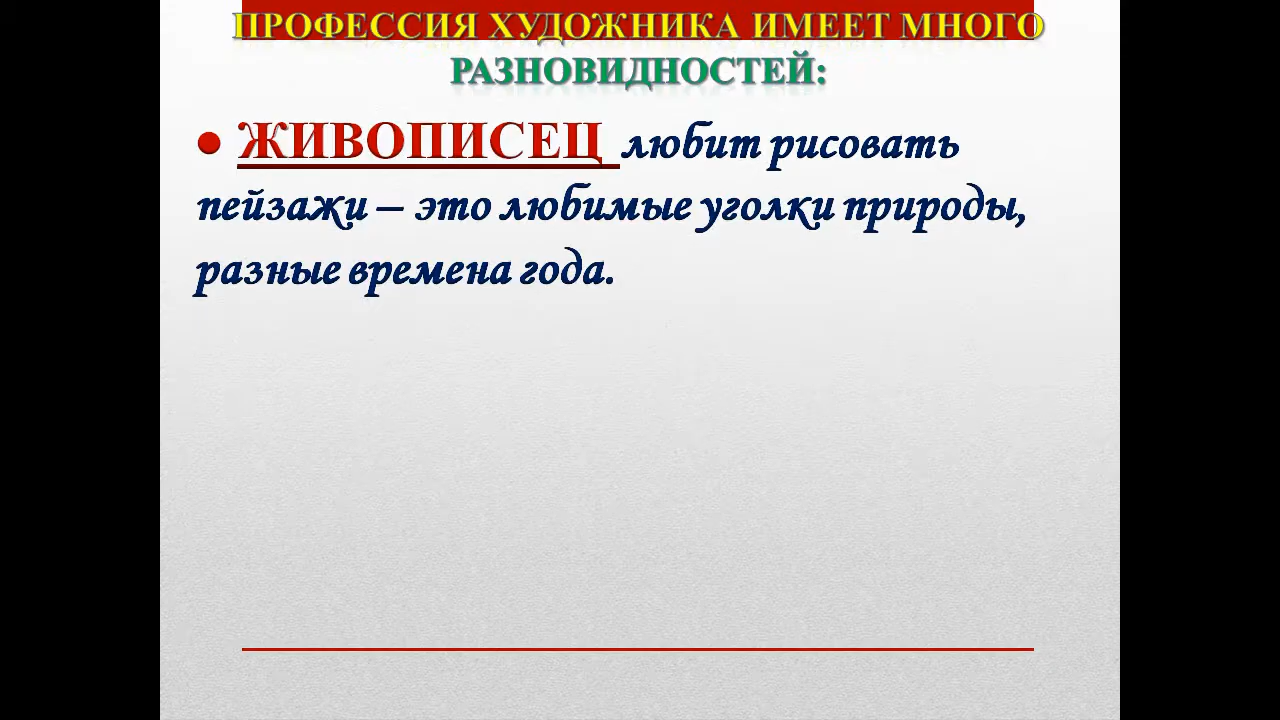 ПРОФЕССИЯ ХУДОЖНИКА ИМЕЕТ МНОГО
РАЗНОВИДНОСТЕЙ:
• ЖИВОПИСЕЦ любит рисовать
пейзажи – это любимые уголки природы,
разные времена года.